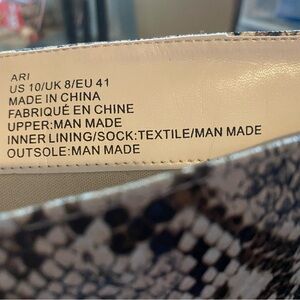 ARI
US 10/UK 8/EU 41
MADE IN CHINA
FABRIQUÉ EN CHINE
UPPER:MAN MADE
INNER LINING/SOCK:TEXTILE/MAN MADE
OUTSOLE:MAN MADE